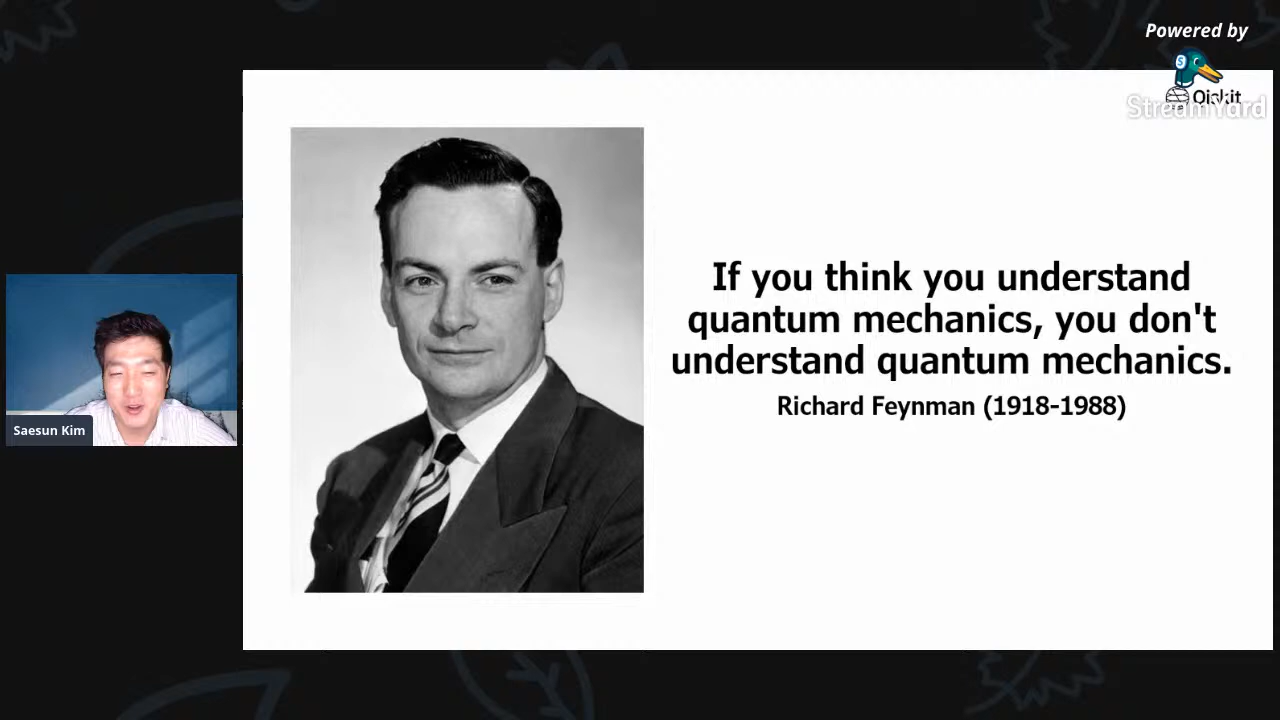 Powered by
Qiskit
StreamYard
If you think you understand
quantum mechanics, you don't
understand quantum mechanics.
Richard Feynman (1918-1988)
Saesun Kim